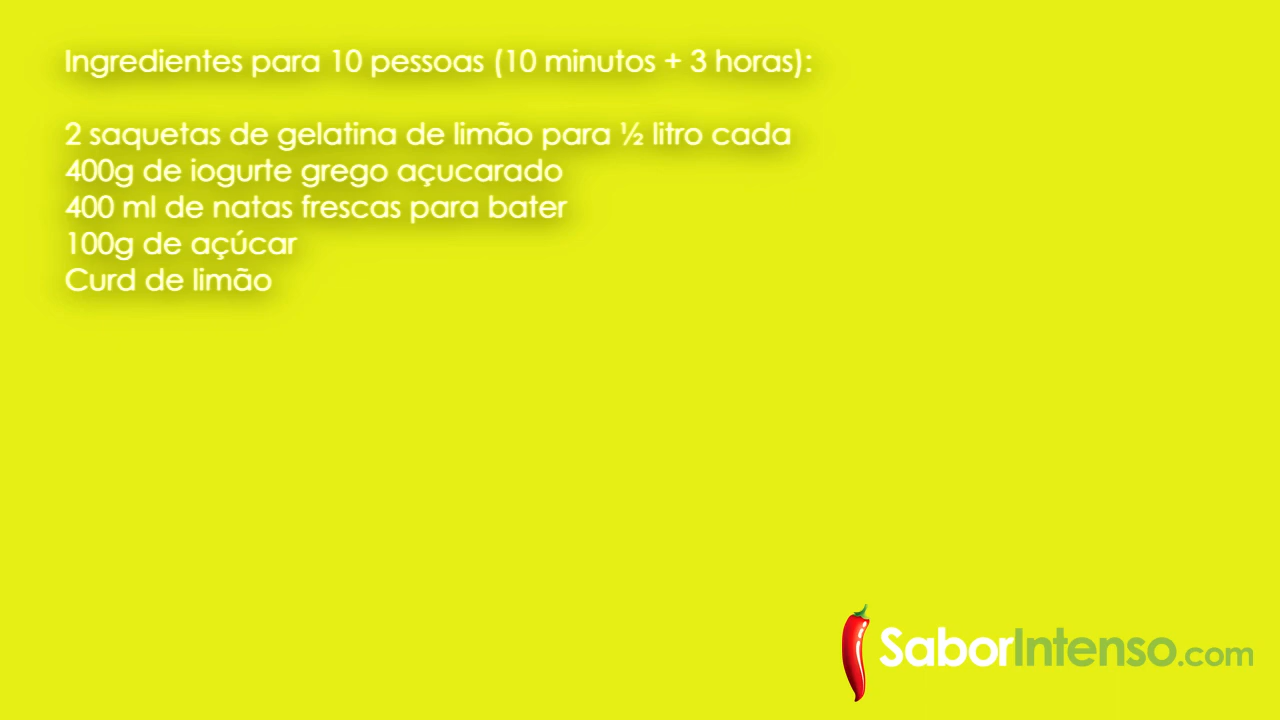 Ingredientes para 10 pessoas (10 minutos + 3 horas):
2 saquetas de gelatina de limão para ½ litro cada
400g de iogurte grego açucarado
400 ml de natas frescas para bater
100g de açúcar
Curd de limão
SaborIntenso.com